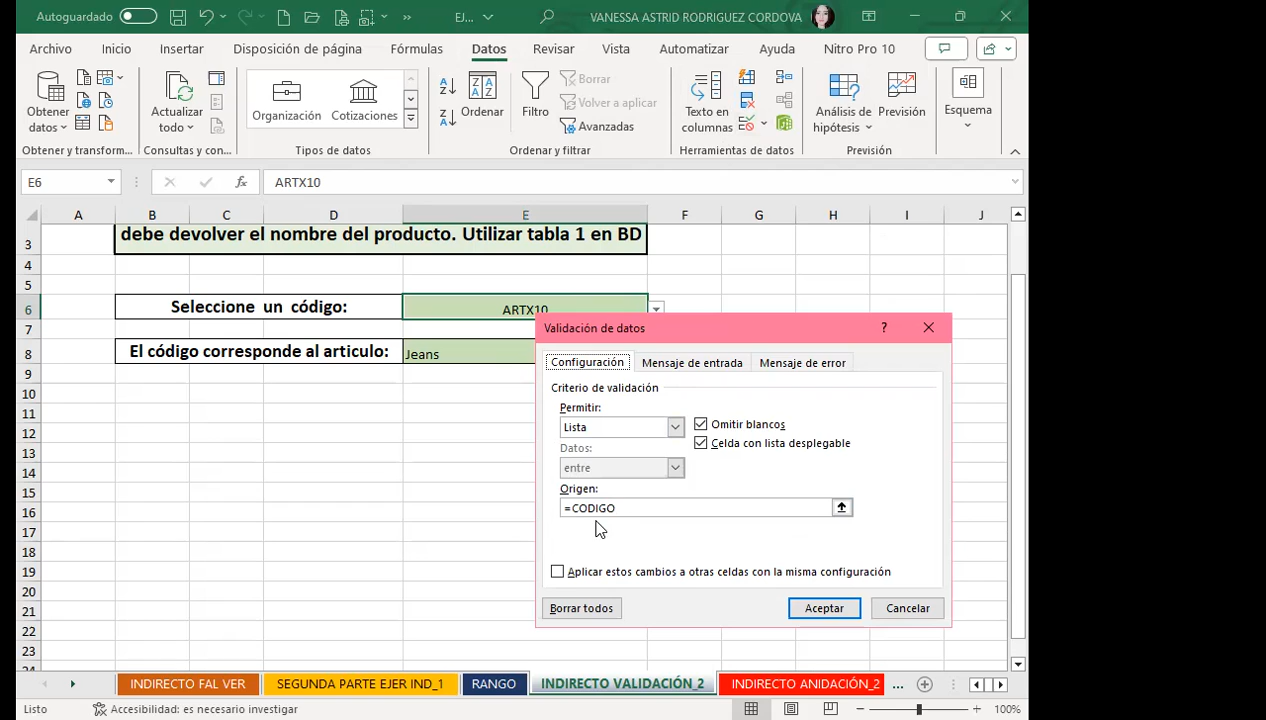 Autoguardado
EJ...
VANESSA ASTRID RODRIGUEZ CORDOVA
Archivo Inicio Insertar Disposición de página Fórmulas Datos Revisar Vista Automatizar Ayuda Nitro Pro 10
Obtener datos
Actualizar todo
Organización Cotizaciones
Ordenar
Filtro
Borrar
Volver a aplicar
Avanzadas
Texto en columnas
Análisis de hipótesis
Previsión
Esquema
Obtener y transform... Consultas y con... Tipos de datos Ordenar y filtrar Herramientas de datos Previsión
E6 fx ARTX10
A B C D E F G H I J
3 debe devolver el nombre del producto. Utilizar tabla 1 en BD
4
5
6 Seleccione un código: ARTX10
7
8 El código corresponde al articulo: Jeans
9
10
11
12
13
14
15
16
17
18
19
20
21
22
23
24
Validación de datos ?
Configuración Mensaje de entrada Mensaje de error
Criterio de validación
Permitir:
Lista
Omitir blancos
Celda con lista desplegable
Datos:
entre
Origen:
=CODIGO
Aplicar estos cambios a otras celdas con la misma configuración
Borrar todos Aceptar Cancelar
INDIRECTO FAL VER SEGUNDA PARTE EJER IND_1 RANGO INDIRECTO VALIDACIÓN_2 INDIRECTO ANIDACIÓN_2 ...
Listo Accesibilidad: es necesario investigar 100%